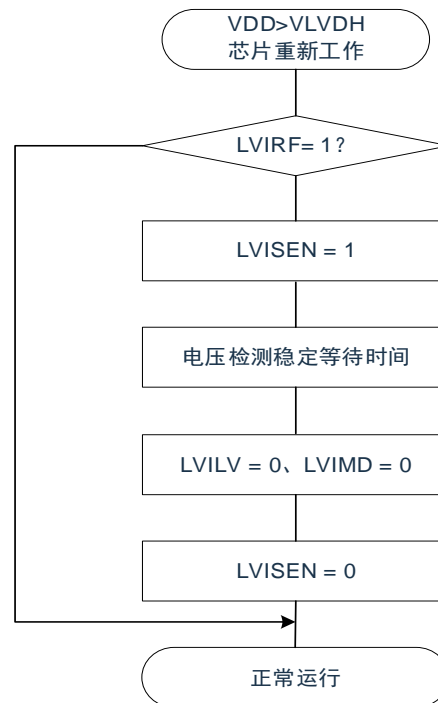 VDD>VLVDH
芯片重新工作
LVIRF= 1?
LVISEN = 1
电压检测稳定等待时间
LVILV = 0、LVIMD = 0
LVISEN = 0
正常运行